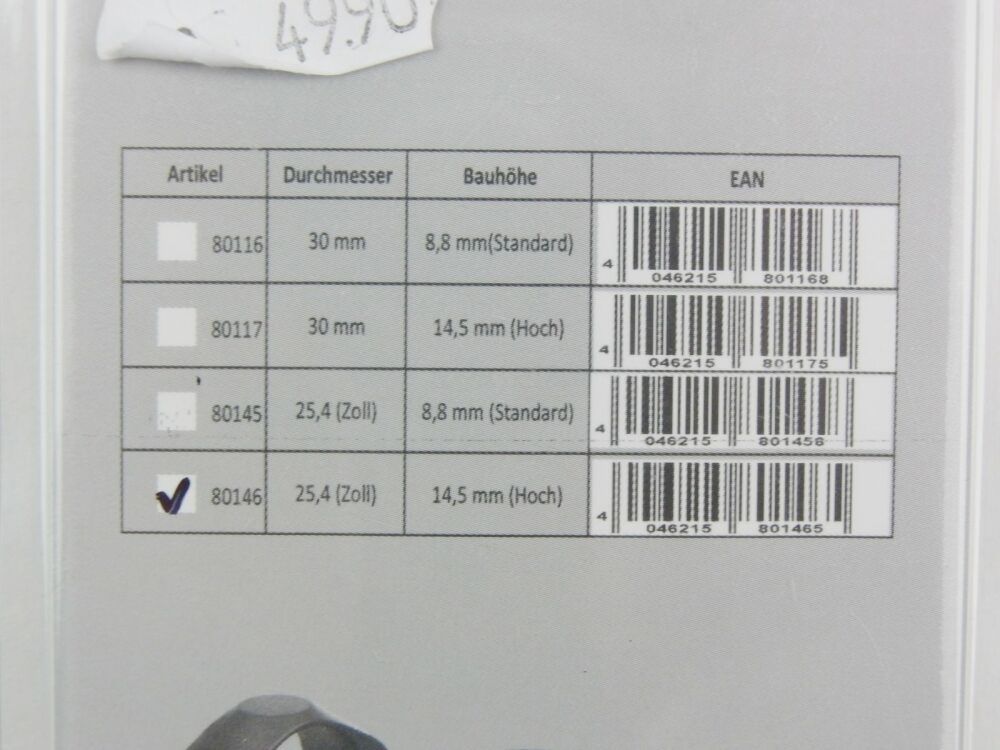 49.90
Artikel Durchmesser Bauhöhe EAN
80116 30 mm 8,8 mm(Standard) 4 046215 801168
80117 30 mm 14,5 mm (Hoch) 4 046215 801175
80145 25,4 (Zoll) 8,8 mm (Standard) 4 046215 801458
80146 25,4 (Zoll) 14,5 mm (Hoch) 4 046215 801465